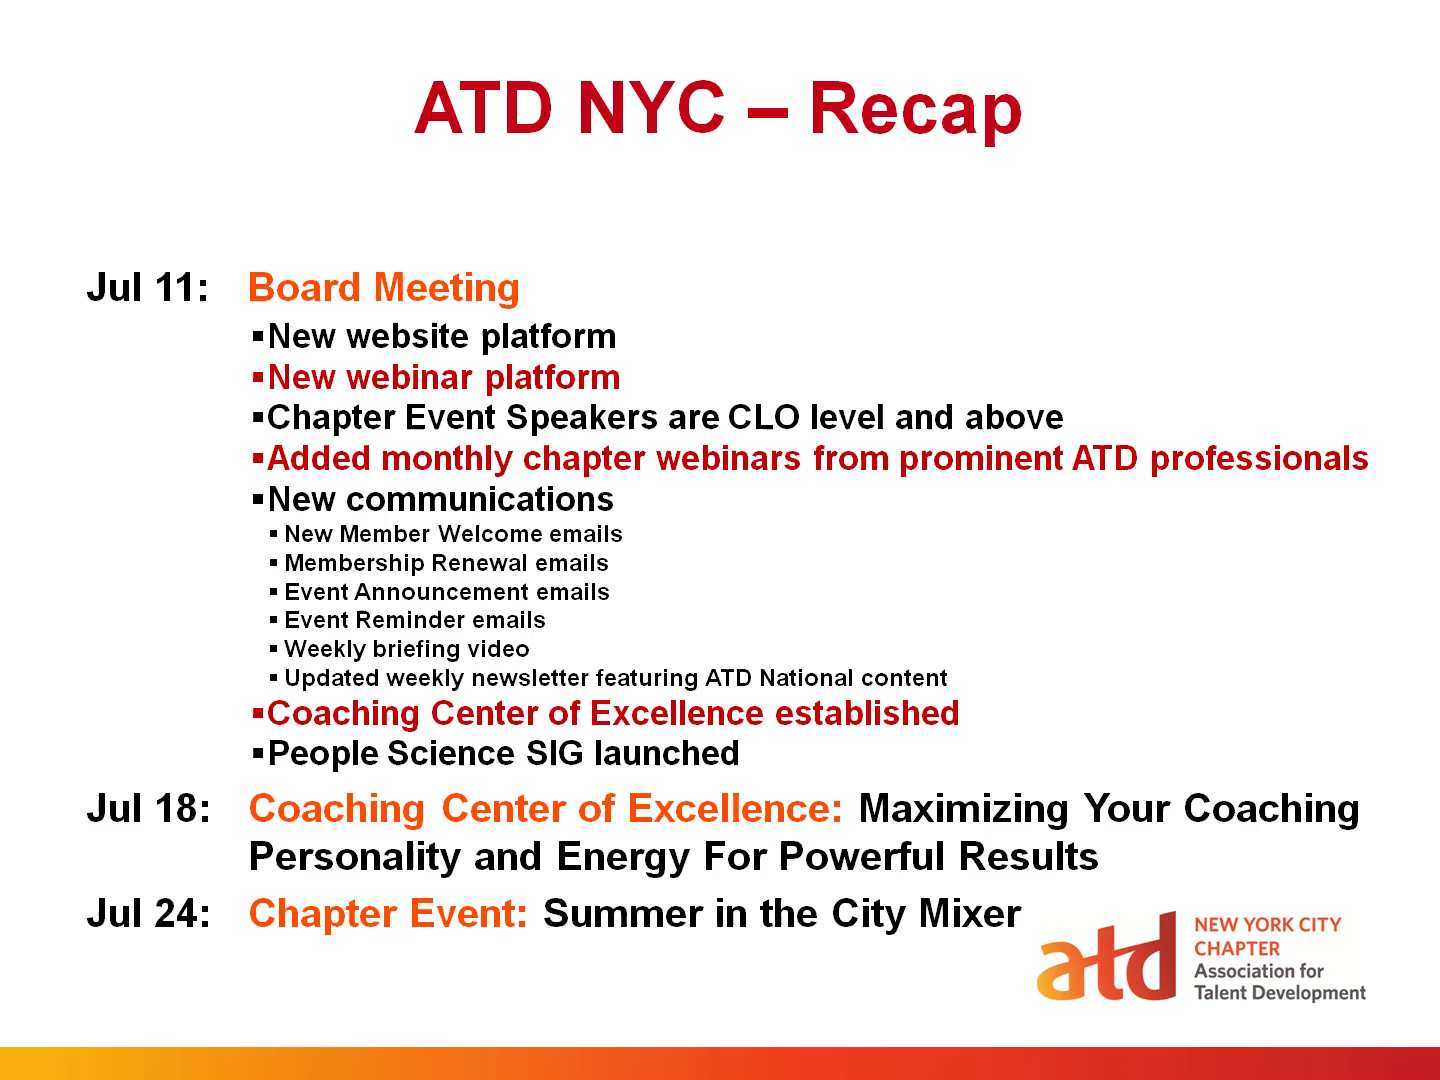 ATD NYC – Recap
Jul 11: Board Meeting
▪New website platform
▪New webinar platform
▪Chapter Event Speakers are CLO level and above
▪Added monthly chapter webinars from prominent ATD professionals
▪New communications
▪ New Member Welcome emails
▪ Membership Renewal emails
▪ Event Announcement emails
▪ Event Reminder emails
▪ Weekly briefing video
▪ Updated weekly newsletter featuring ATD National content
▪Coaching Center of Excellence established
▪People Science SIG launched
Jul 18: Coaching Center of Excellence: Maximizing Your Coaching
Personality and Energy For Powerful Results
Jul 24: Chapter Event: Summer in the City Mixer
atd
NEW YORK CITY
CHAPTER
Association for
Talent Development